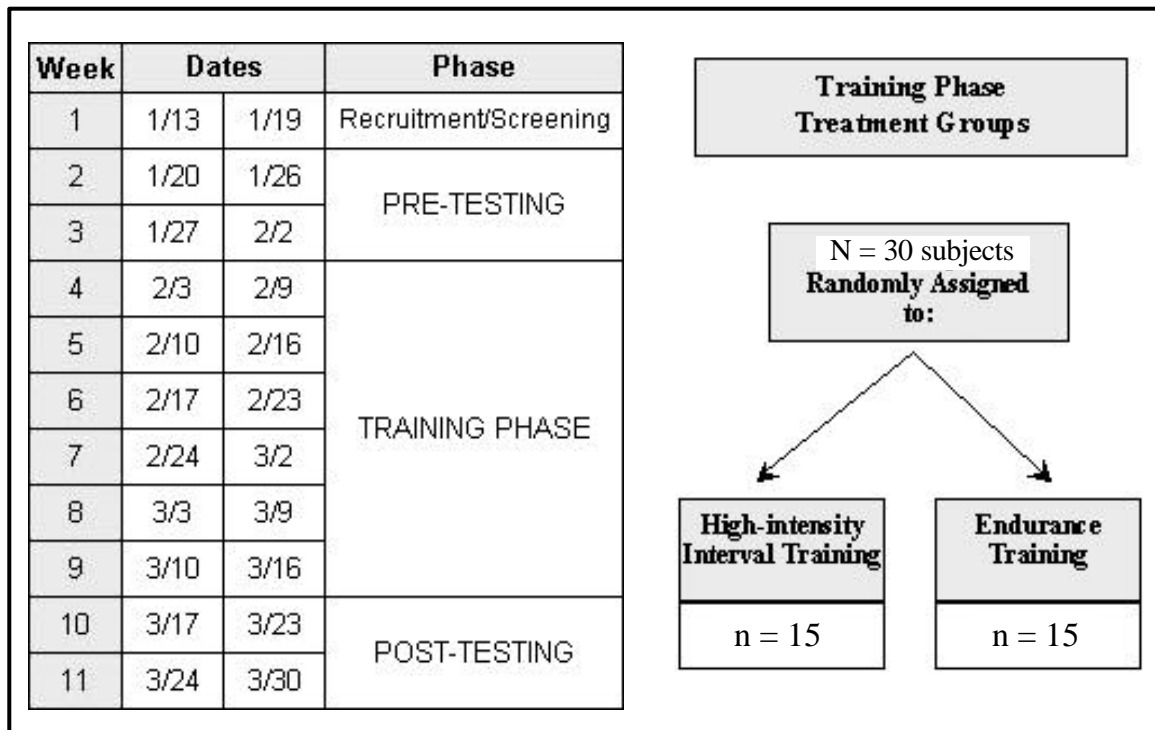 Week Dates Phase
1 1/13 1/19 Recruitment/Screening
2 1/20 1/26
PRE-TESTING
3 1/27 2/2
4 2/3 2/9
5 2/10 2/16
6 2/17 2/23
TRAINING PHASE
7 2/24 3/2
8 3/3 3/9
9 3/10 3/16
10 3/17 3/23
POST-TESTING
11 3/24 3/30
Training Phase
Treatment Groups
N = 30 subjects
Randomly Assigned
to:
High-intensity
Interval Training
n = 15
Endurance
Training
n = 15